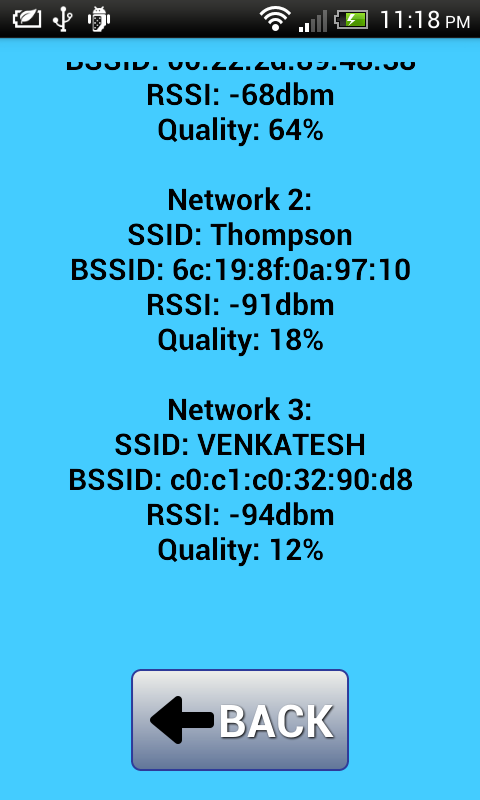 11:18 PM
RSSI: -68dbm
Quality: 64%
Network 2:
SSID: Thompson
BSSID: 6c:19:8f:0a:97:10
RSSI: -91dbm
Quality: 18%
Network 3:
SSID: VENKATESH
BSSID: c0:c1:c0:32:90:d8
RSSI: -94dbm
Quality: 12%
BACK